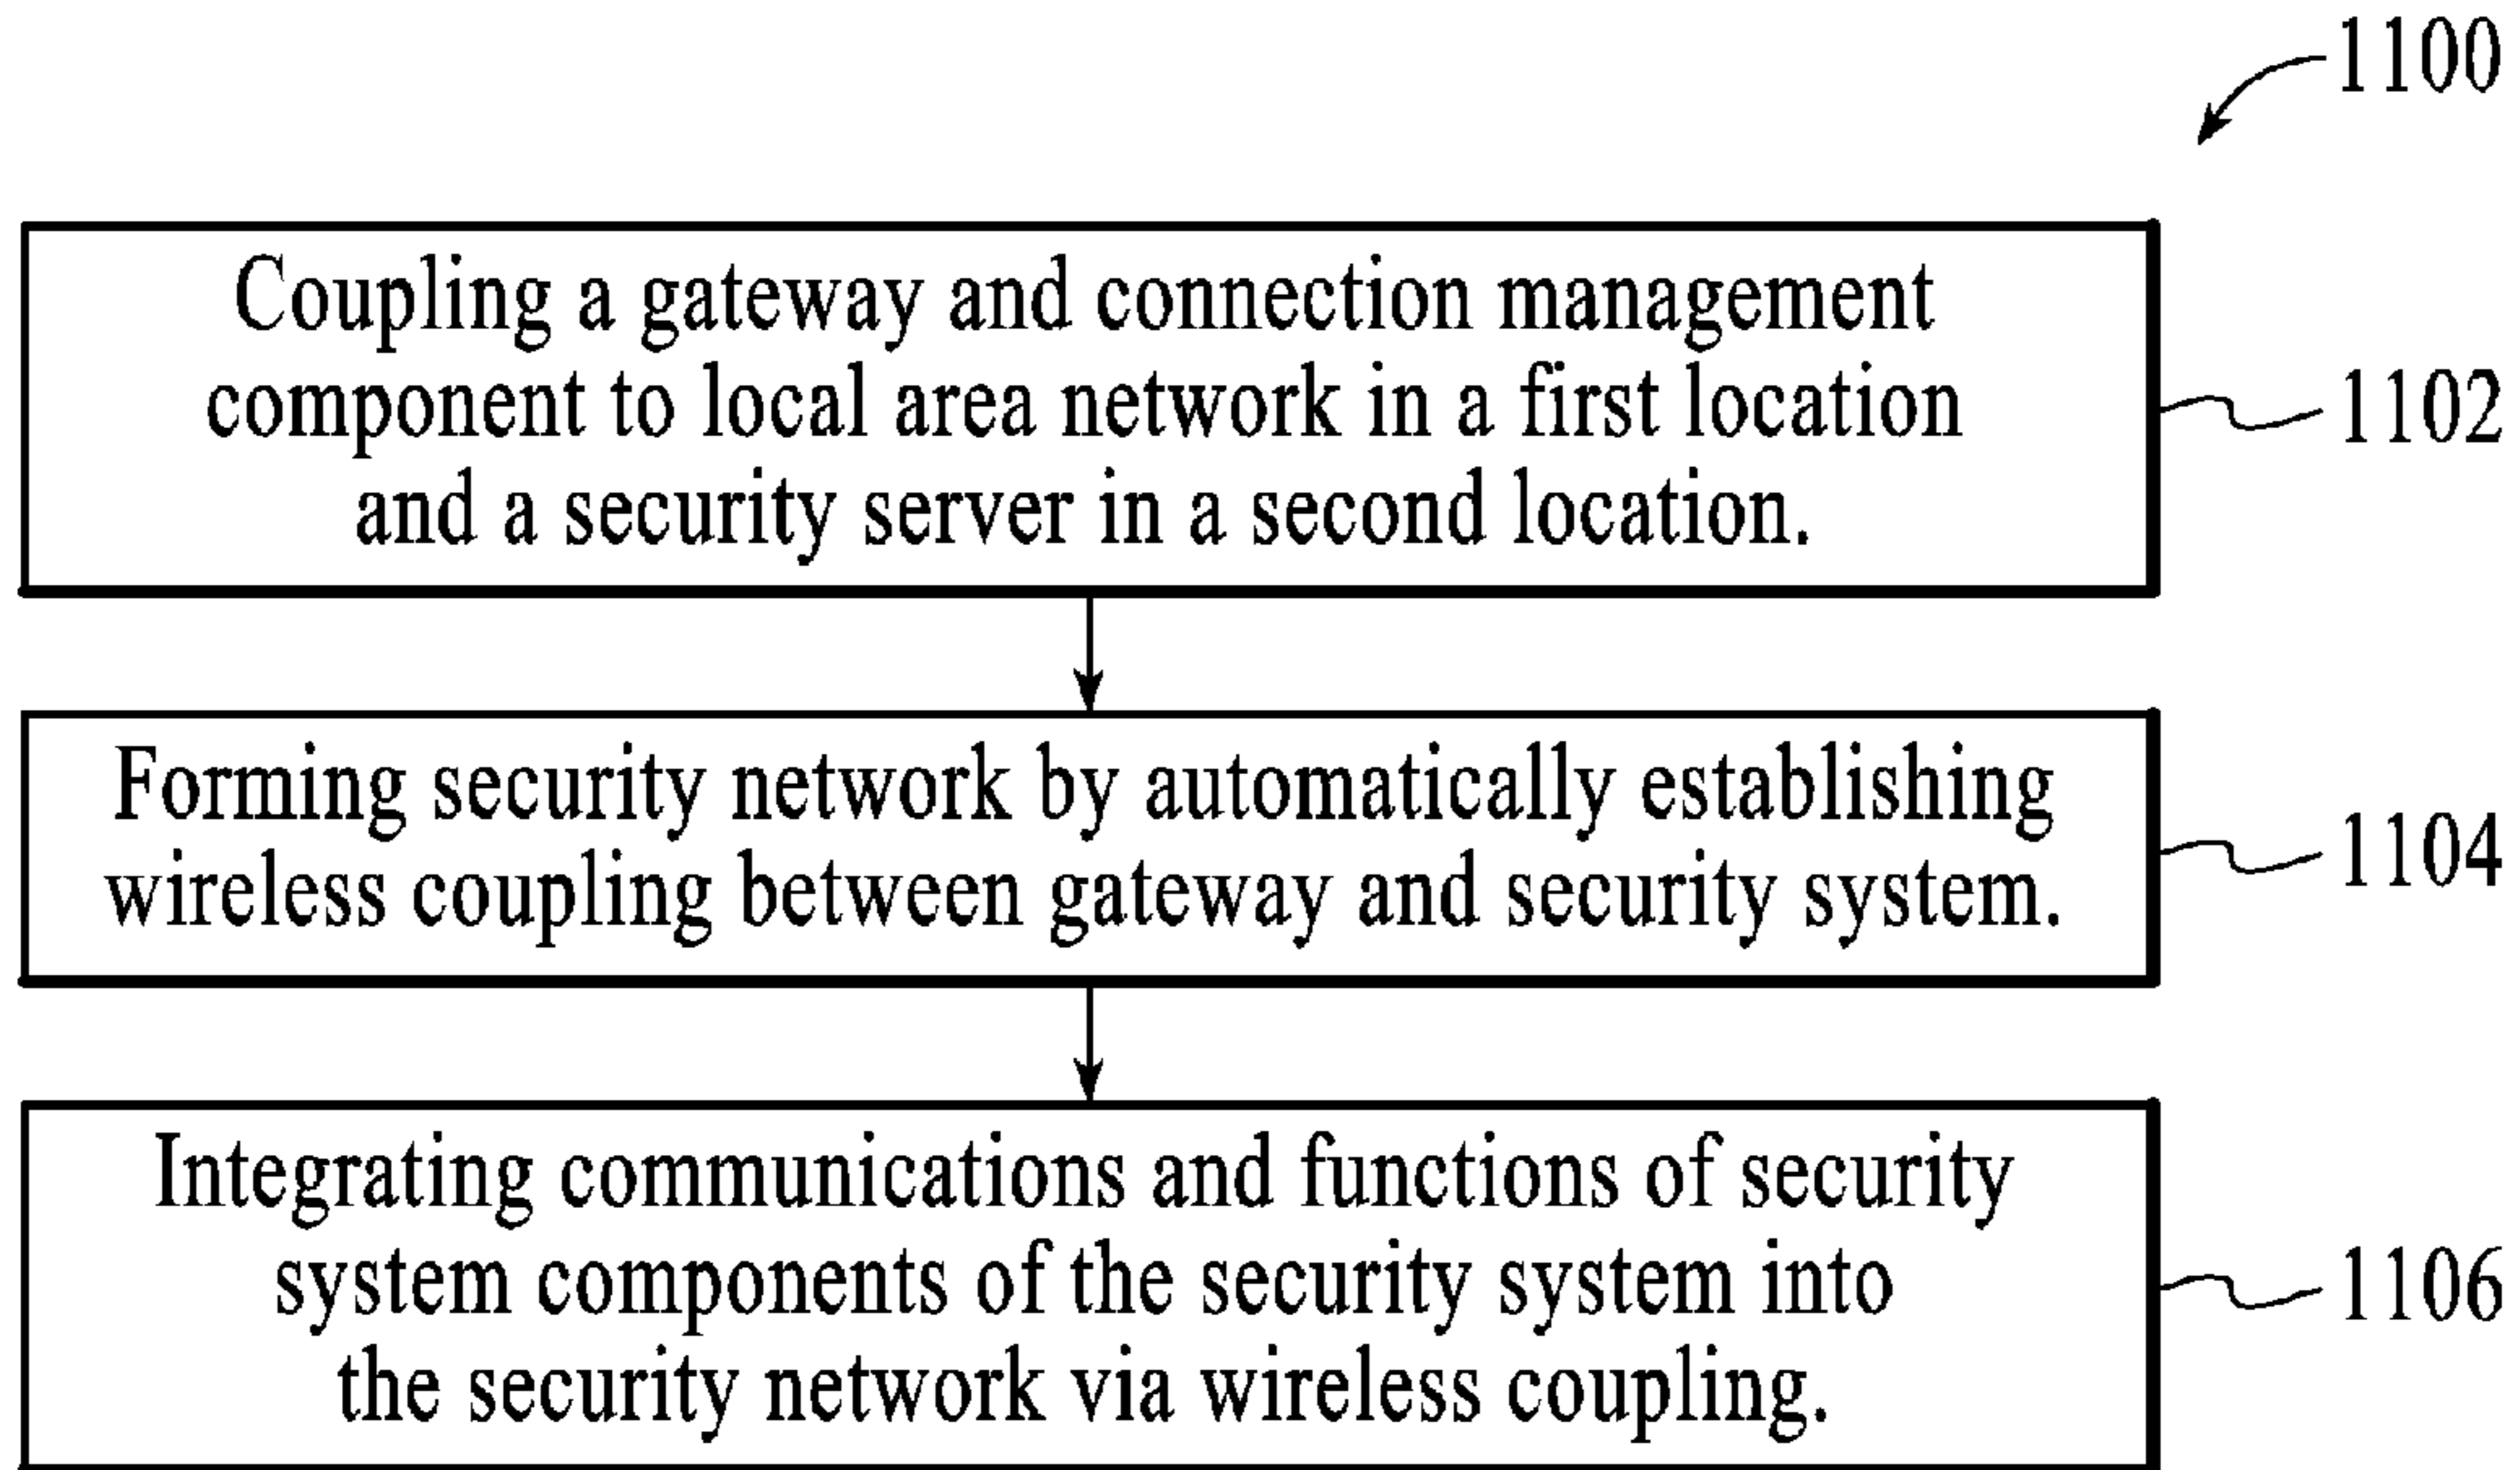 1100
Coupling a gateway and connection management
component to local area network in a first location
and a security server in a second location.
1102
Forming security network by automatically establishing
wireless coupling between gateway and security system.
1104
Integrating communications and functions of security
system components of the security system into
the security network via wireless coupling.
1106